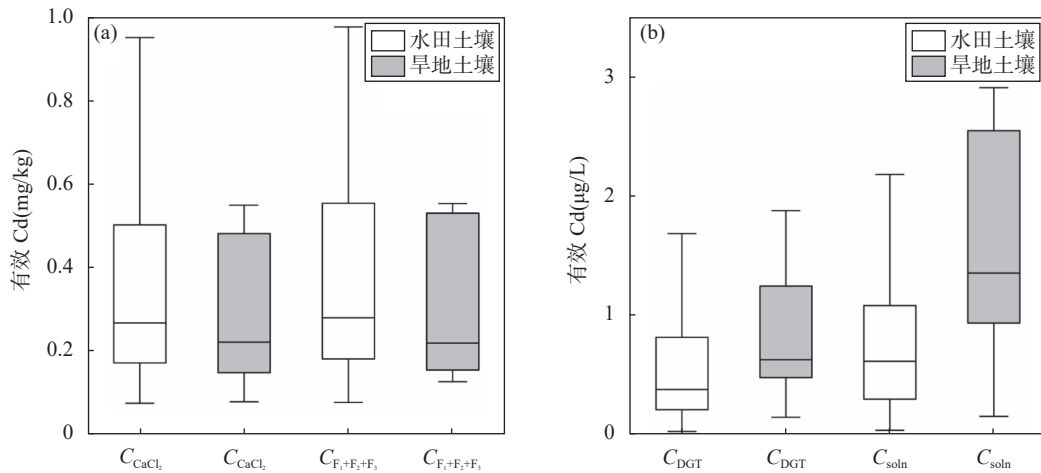 (a)
水田土壤
旱地土壤
有效 Cd(mg/kg)
1.0
0.8
0.6
0.4
0.2
0
C_CaCl₂ C_CaCl₂ C_F₁+F₂+F₃ C_F₁+F₂+F₃
(b)
水田土壤
旱地土壤
有效 Cd(μg/L)
3
2
1
0
C_DGT C_DGT C_soln C_soln